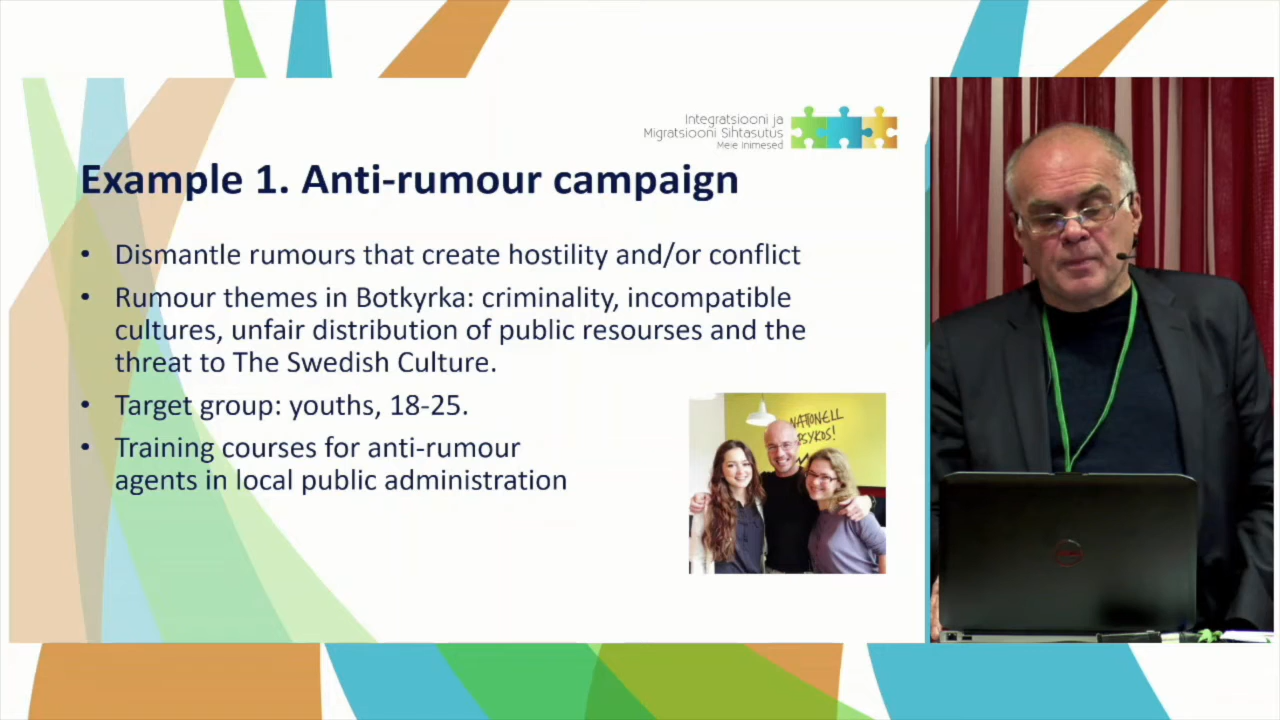 Integratsiooni ja
Migratsiooni Sihtasutus
Meie Inimesed
Example 1. Anti-rumour campaign
• Dismantle rumours that create hostility and/or conflict
• Rumour themes in Botkyrka: criminality, incompatible
cultures, unfair distribution of public resourses and the
threat to The Swedish Culture.
• Target group: youths, 18-25.
• Training courses for anti-rumour
agents in local public administration
NATIONELL
PSYKOS!